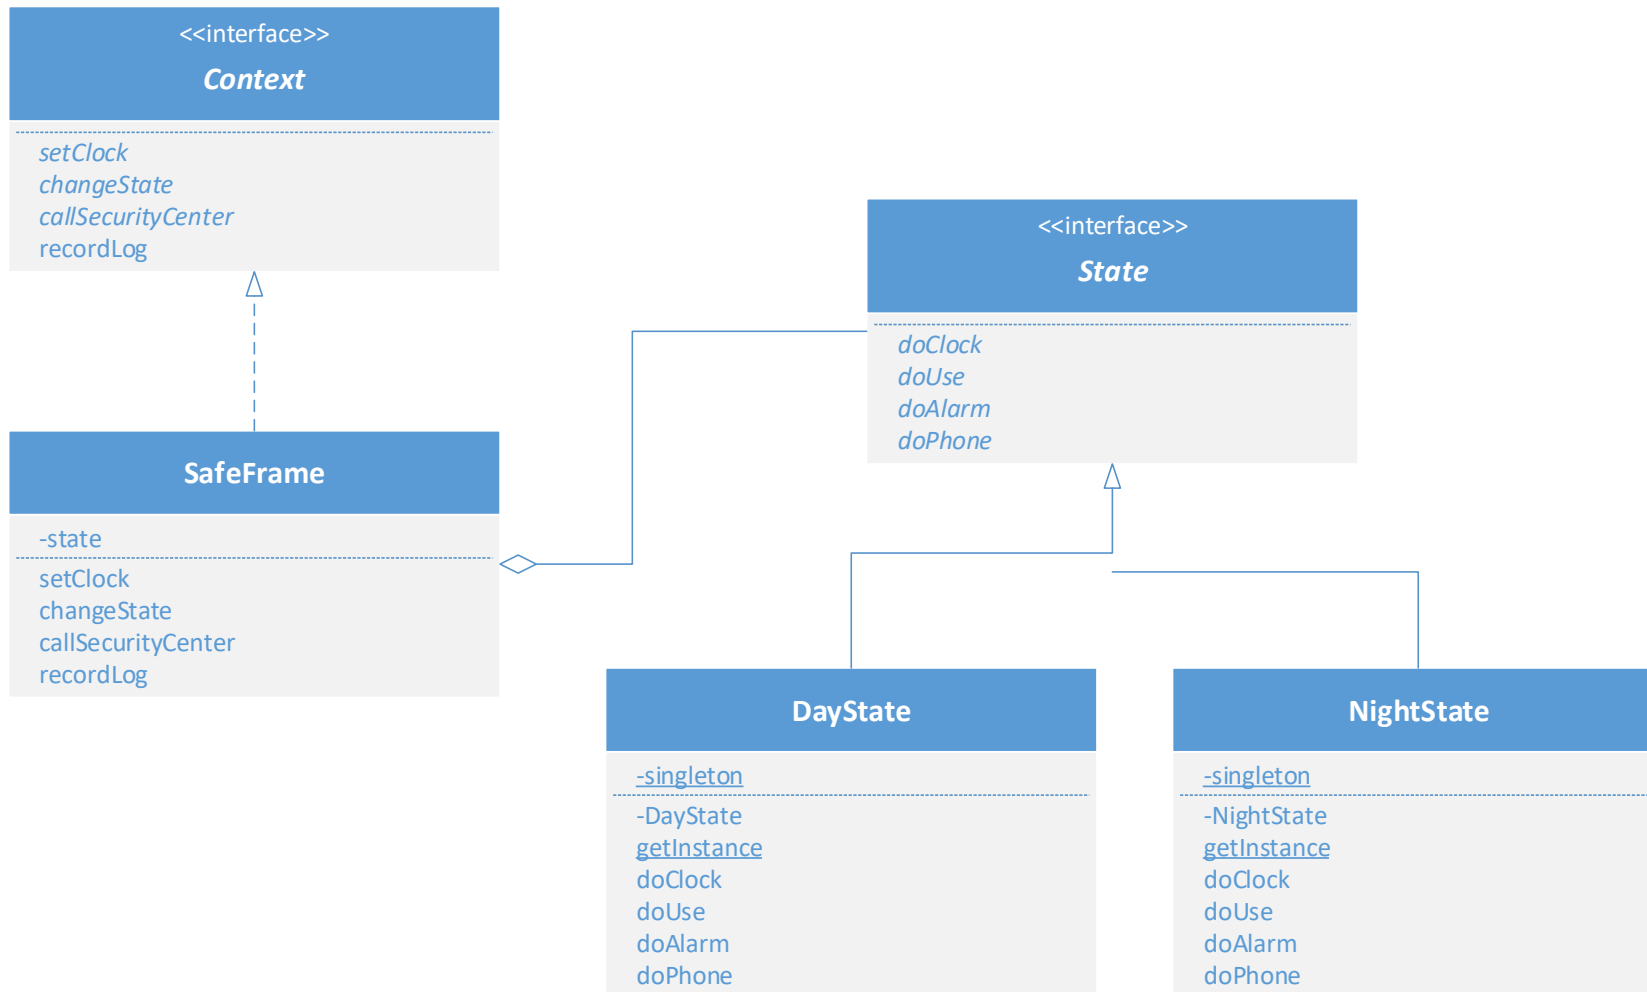 <<interface>>
Context
setClock
changeState
callSecurityCenter
recordLog
<<interface>>
State
doClock
doUse
doAlarm
doPhone
SafeFrame
-state
setClock
changeState
callSecurityCenter
recordLog
DayState
-singleton
-DayState
getInstance
doClock
doUse
doAlarm
doPhone
NightState
-singleton
-NightState
getInstance
doClock
doUse
doAlarm
doPhone